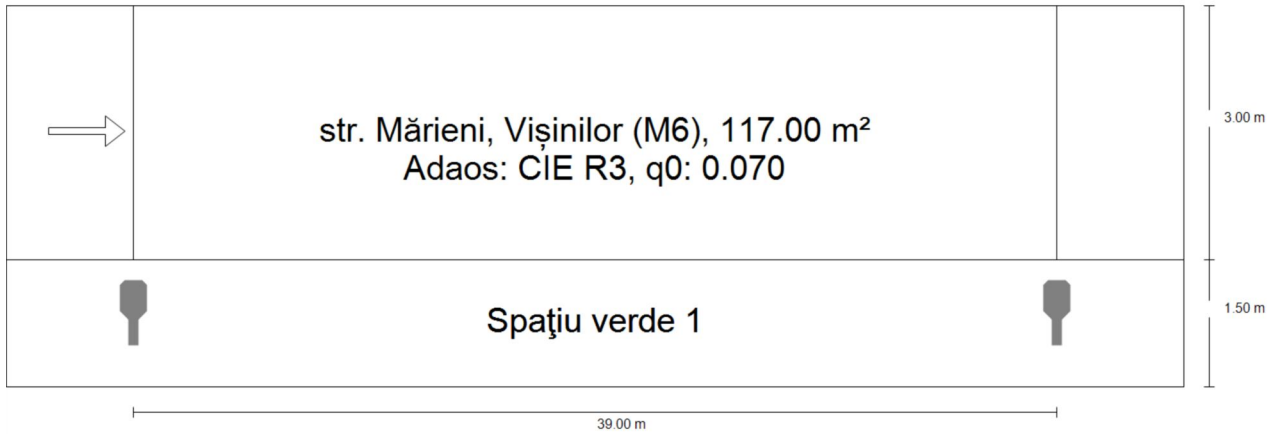 3.00 m
str. Mărieni, Vișinilor (M6), 117.00 m²
Adaos: CIE R3, q0: 0.070
1.50 m
Spaţiu verde 1
39.00 m